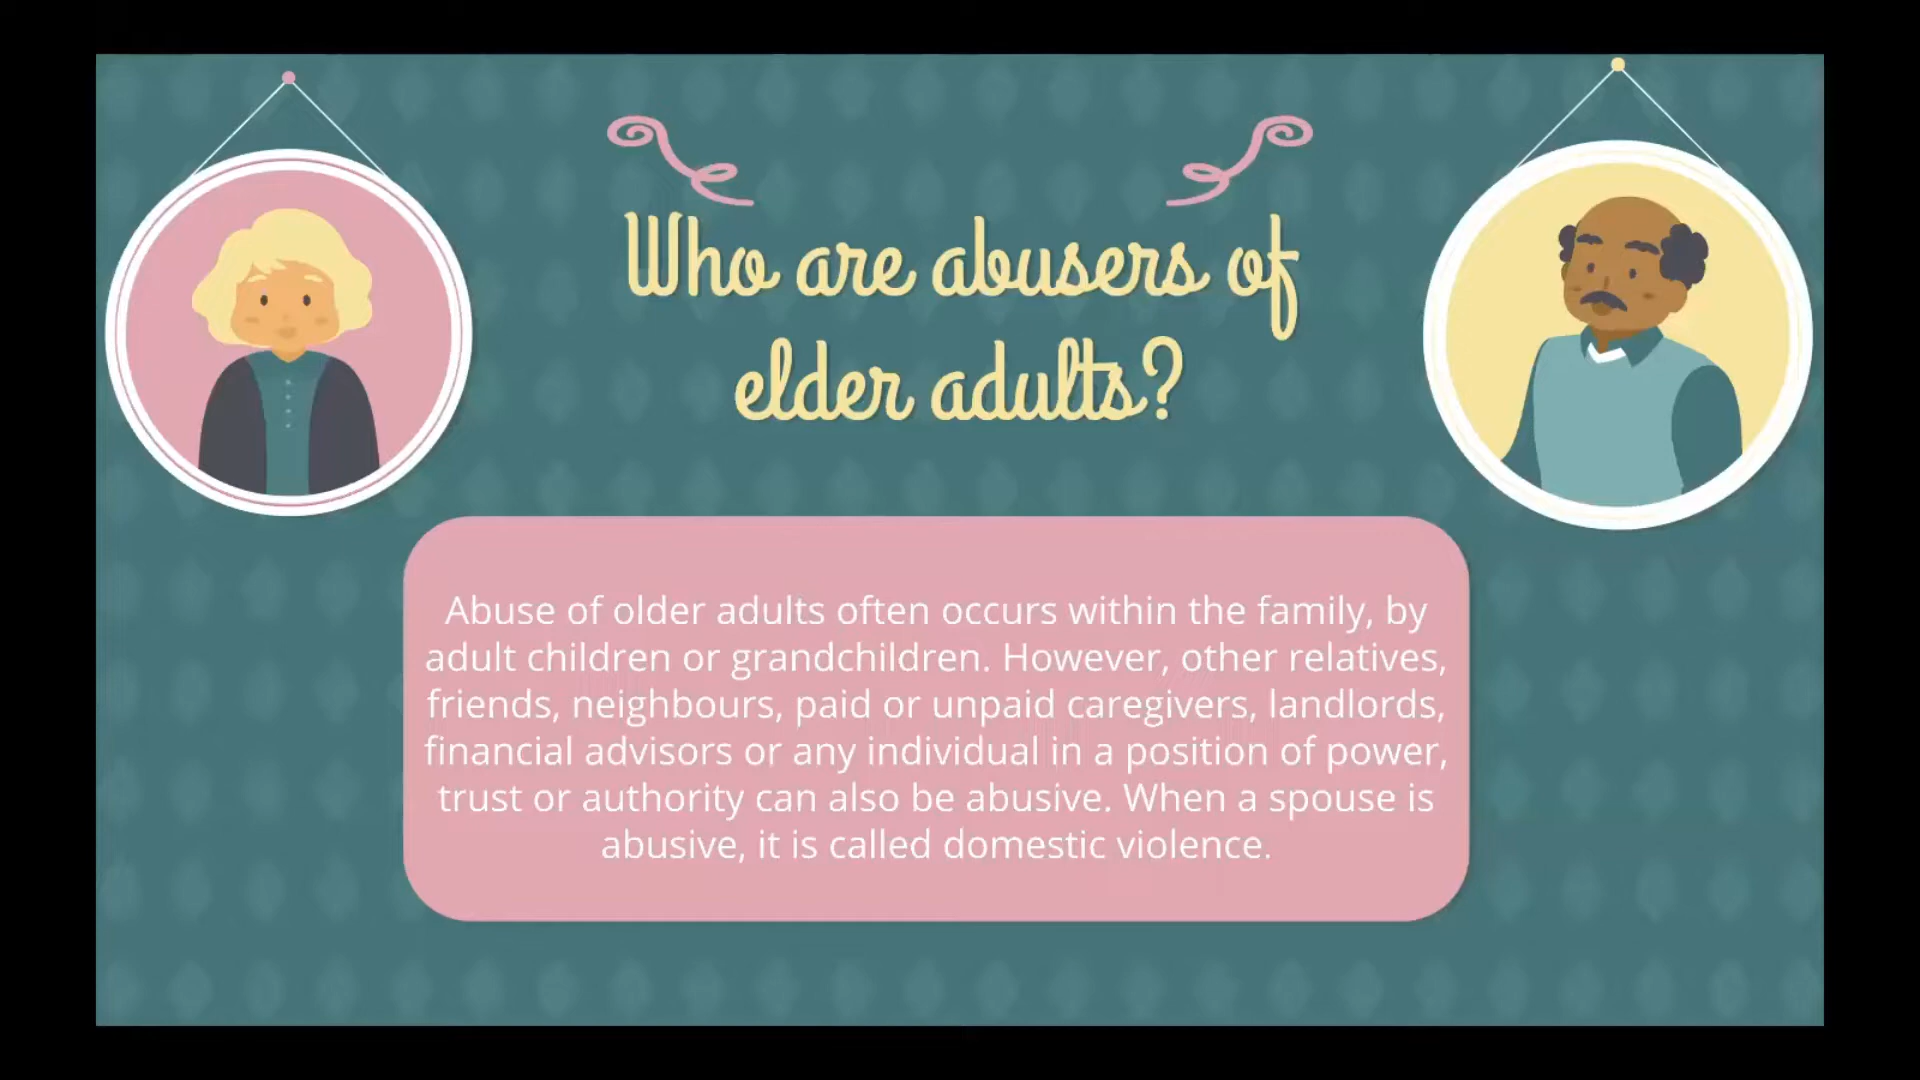 Who are abusers of
elder adults?
Abuse of older adults often occurs within the family, by
adult children or grandchildren. However, other relatives,
friends, neighbours, paid or unpaid caregivers, landlords,
financial advisors or any individual in a position of power,
trust or authority can also be abusive. When a spouse is
abusive, it is called domestic violence.